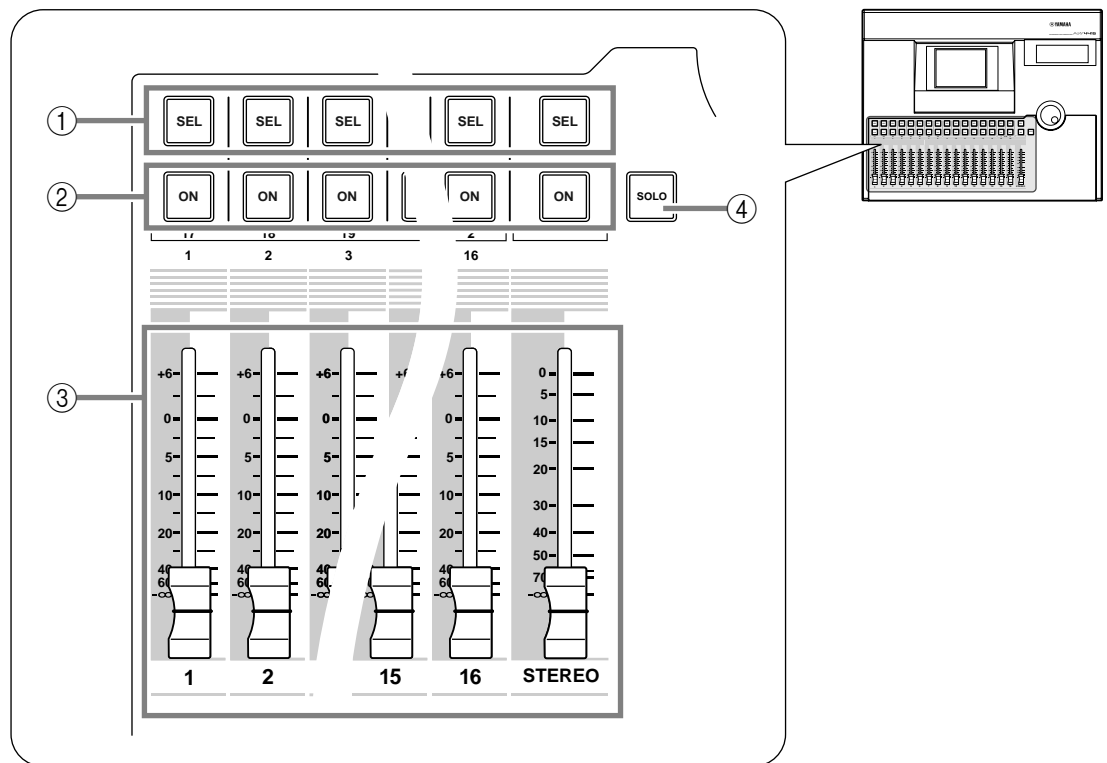 YAMAHA
1
SEL SEL SEL SEL SEL
2
ON ON ON ON ON
SOLO
4
17 18 19 2
1 2 3 16
3
+6 +6 +6 +6 +6 0
5
0 0 0 0 10
5 5 5 5 15
20
10 10 10 10 30
20 20 20 20 40
50
40 40 40 40
60 60 60 60 70
-∞ -∞ -∞ -∞ -∞
1 2 15 16 STEREO